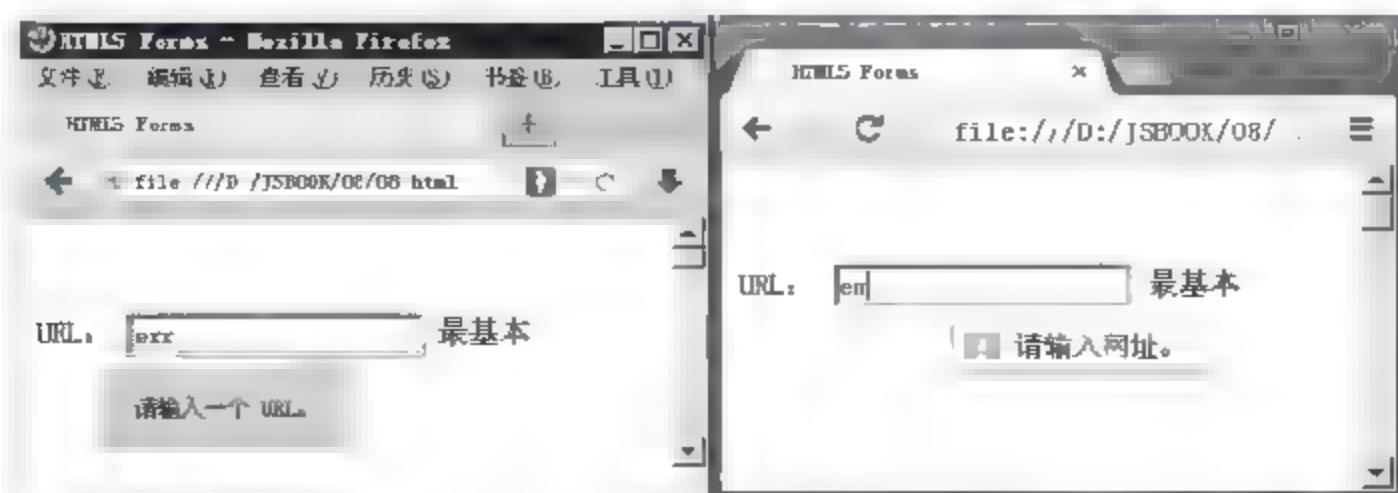 HTML5 Forms - Mozilla Firefox
文件(F) 编辑(E) 查看(V) 历史(S) 书签(B) 工具(T)
HTML5 Forms
file:///D:/JSBOOK/08/08.html
URL: err 最基本
请输入一个 URL。
HTML5 Forms
file:///D:/JSBOOK/08/
URL: err 最基本
请输入网址。